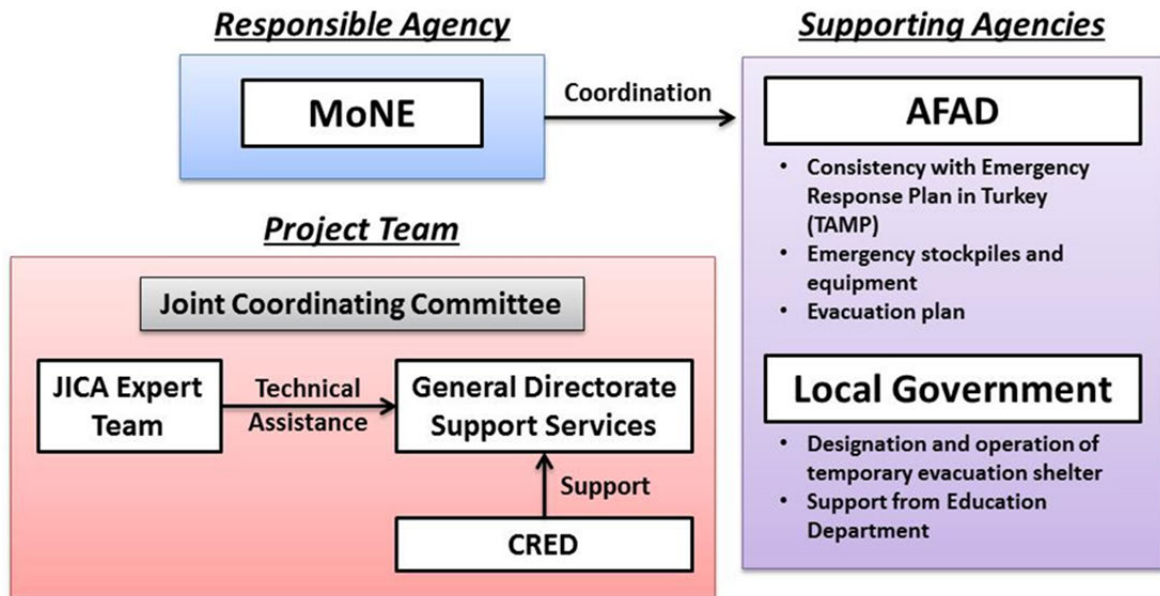 Responsible Agency
MoNE
Coordination
Supporting Agencies
AFAD
• Consistency with Emergency
Response Plan in Turkey
(TAMP)
• Emergency stockpiles and
equipment
• Evacuation plan
Local Government
• Designation and operation of
temporary evacuation shelter
• Support from Education
Department
Project Team
Joint Coordinating Committee
JICA Expert
Team
Technical
Assistance
General Directorate
Support Services
Support
CRED